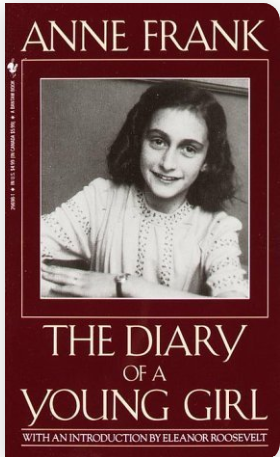 ANNE FRANK
THE DIARY
OF A
YOUNG GIRL
WITH AN INTRODUCTION BY ELEANOR ROOSEVELT